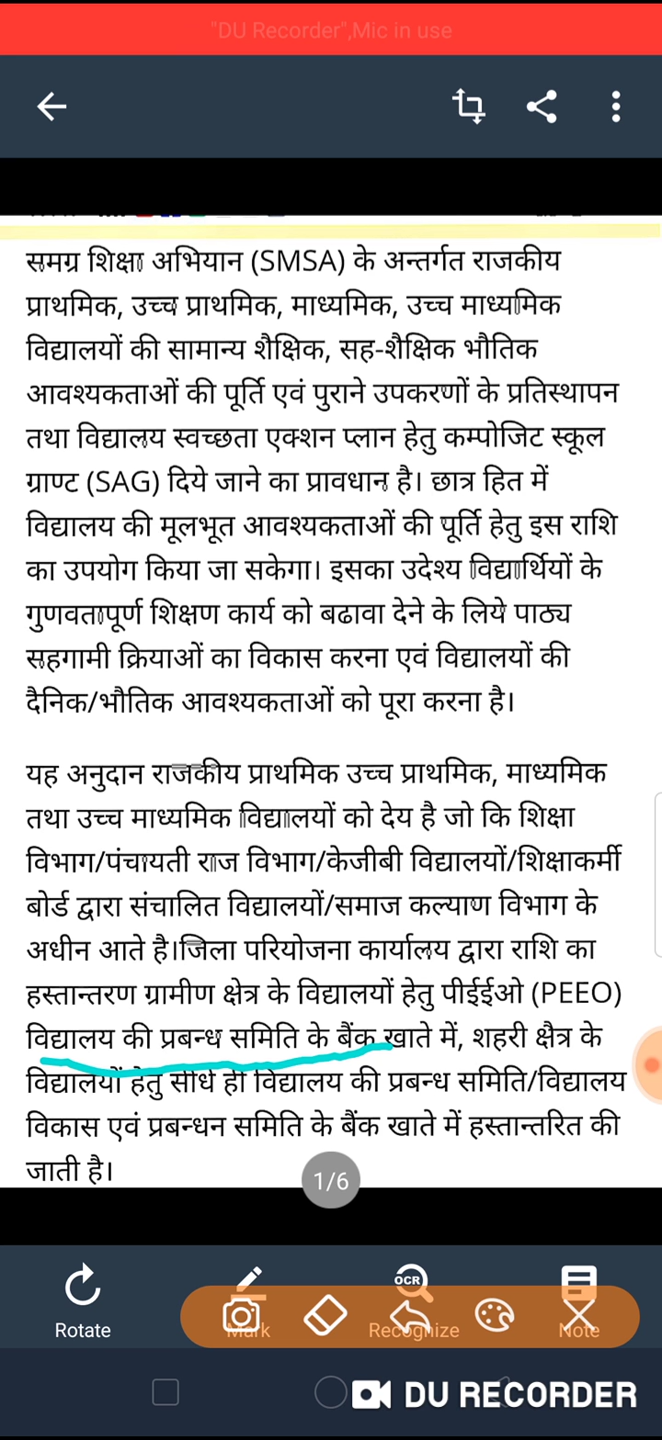 "DU Recorder",Mic in use
समग्र शिक्षा अभियान (SMSA) के अन्तर्गत राजकीय
प्राथमिक, उच्च प्राथमिक, माध्यमिक, उच्च माध्यमिक
विद्यालयों की सामान्य शैक्षिक, सह-शैक्षिक भौतिक
आवश्यकताओं की पूर्ति एवं पुराने उपकरणों के प्रतिस्थापन
तथा विद्यालय स्वच्छता एक्शन प्लान हेतु कम्पोजिट स्कूल
ग्राण्ट (SAG) दिये जाने का प्रावधान है। छात्र हित में
विद्यालय की मूलभूत आवश्यकताओं की पूर्ति हेतु इस राशि
का उपयोग किया जा सकेगा। इसका उदेश्य विद्यार्थियों के
गुणवतापूर्ण शिक्षण कार्य को बढावा देने के लिये पाठ्य
सहगामी क्रियाओं का विकास करना एवं विद्यालयों की
दैनिक/भौतिक आवश्यकताओं को पूरा करना है।
यह अनुदान राजकीय प्राथमिक उच्च प्राथमिक, माध्यमिक
तथा उच्च माध्यमिक विद्यालयों को देय है जो कि शिक्षा
विभाग/पंचायती राज विभाग/केजीबी विद्यालयों/शिक्षाकर्मी
बोर्ड द्वारा संचालित विद्यालयों/समाज कल्याण विभाग के
अधीन आते है।जिला परियोजना कार्यालय द्वारा राशि का
हस्तान्तरण ग्रामीण क्षेत्र के विद्यालयों हेतु पीईईओ (PEEO)
विद्यालय की प्रबन्ध समिति के बैंक खाते में, शहरी क्षैत्र के
विद्यालयों हेतु सीधे ही विद्यालय की प्रबन्ध समिति/विद्यालय
विकास एवं प्रबन्धन समिति के बैंक खाते में हस्तान्तरित की
जाती है।
1/6
OCR
Rotate Mark Recognize Note
DU RECORDER